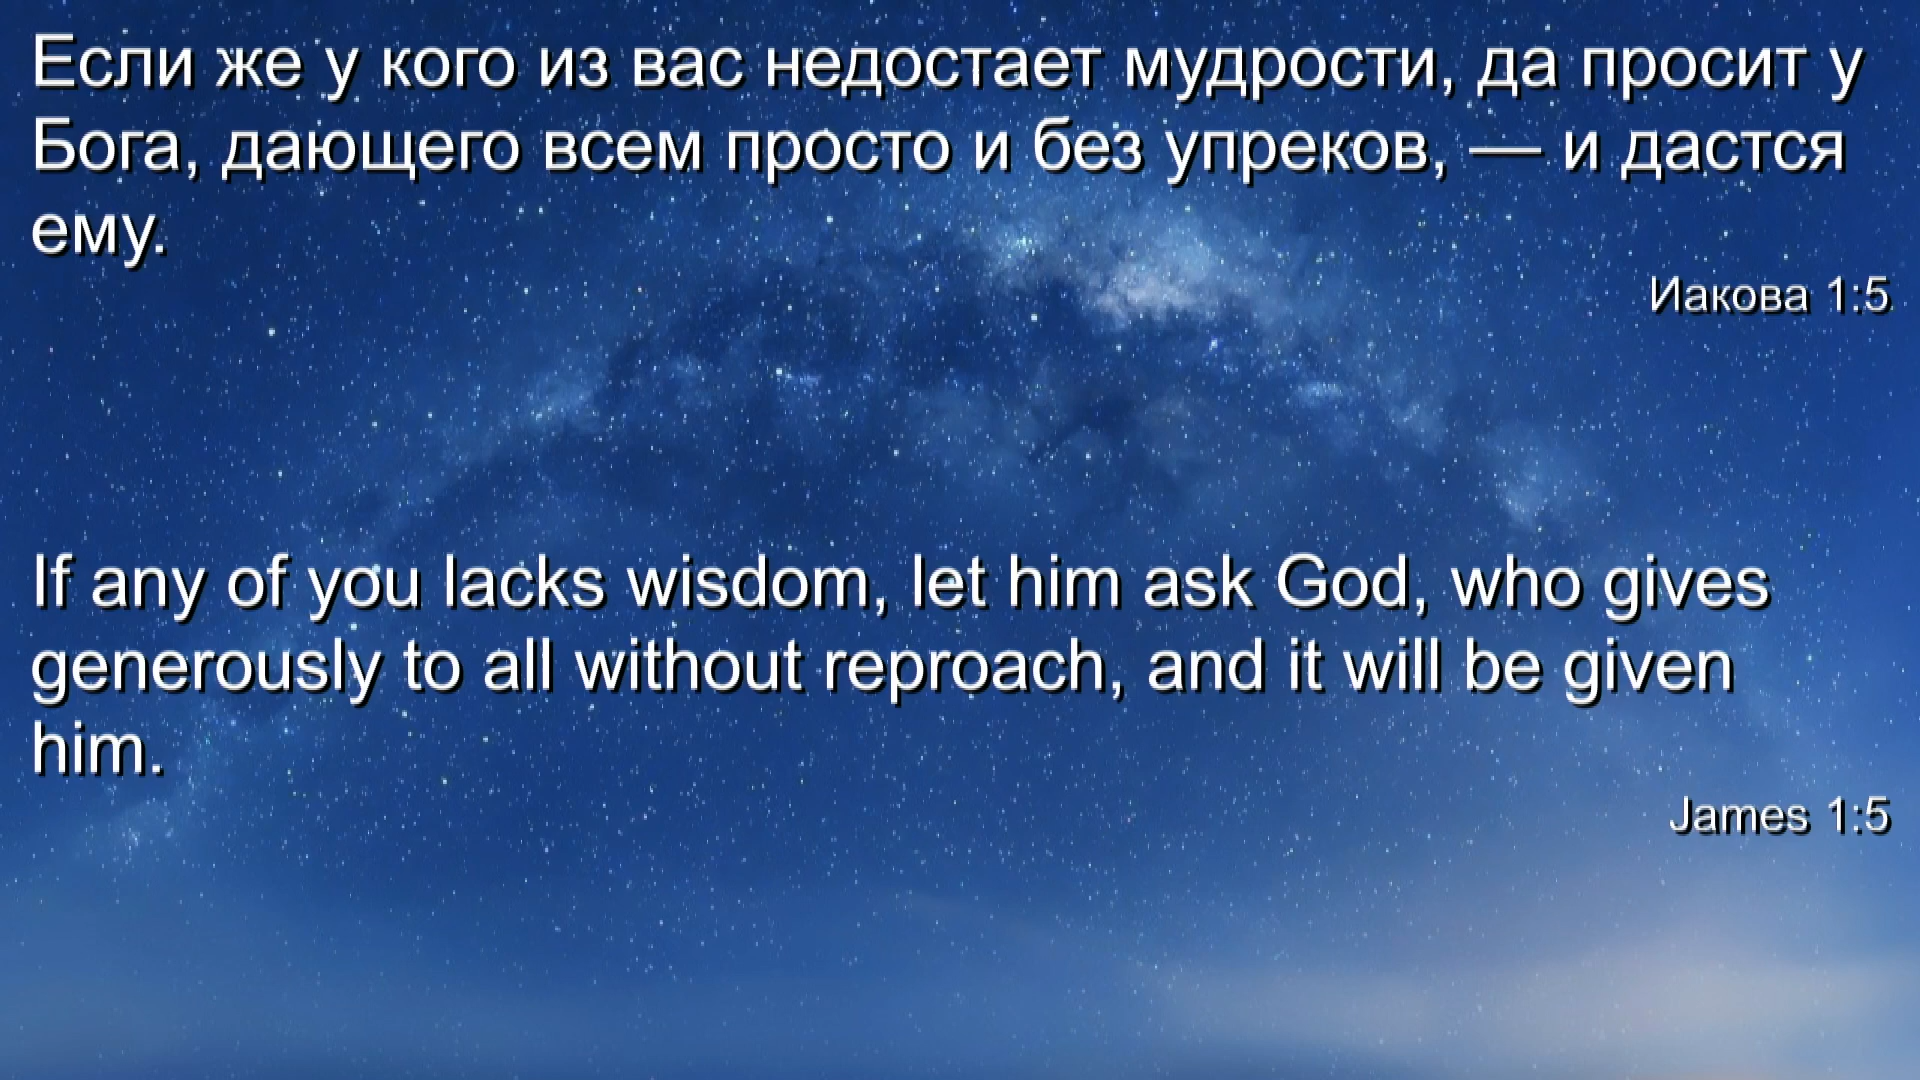 Если же у кого из вас недостает мудрости, да просит у
Бога, дающего всем просто и без упреков, — и дастся
ему.
Иакова 1:5
If any of you lacks wisdom, let him ask God, who gives
generously to all without reproach, and it will be given
him.
James 1:5